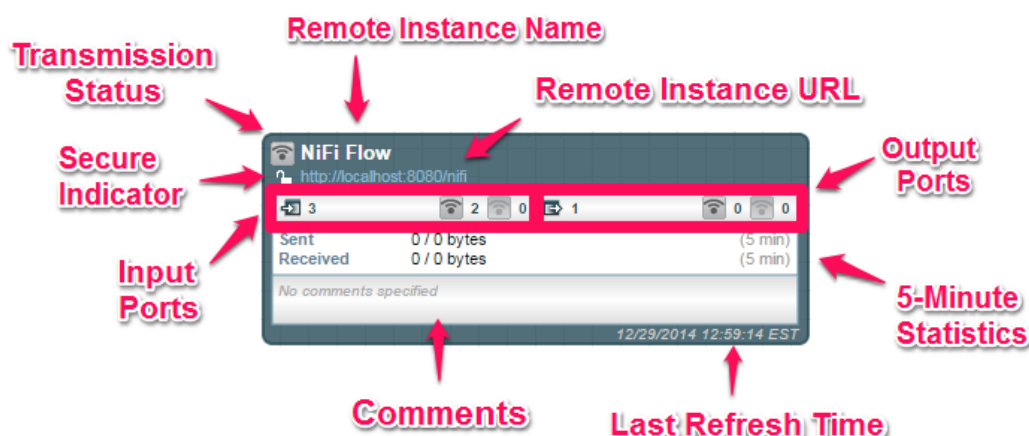 Remote Instance Name
Transmission
Status
Remote Instance URL
Secure
Indicator
NiFi Flow
http://localhost:8080/nifi
Output
Ports
3 2 0 1 0 0
Sent 0 / 0 bytes (5 min)
Received 0 / 0 bytes (5 min)
Input
Ports
No comments specified
5-Minute
Statistics
12/29/2014 12:59:14 EST
Comments
Last Refresh Time